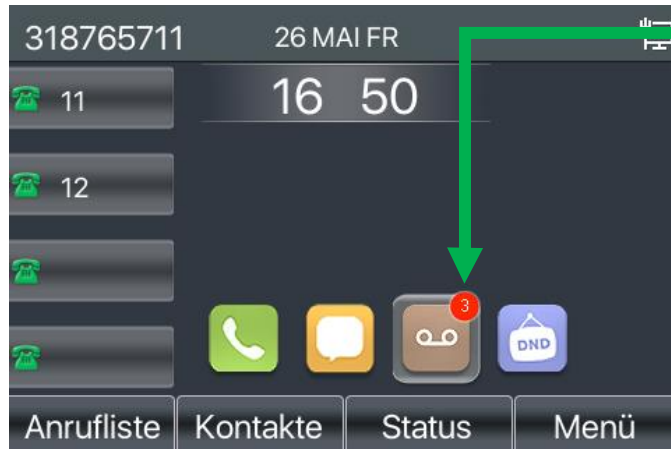 318765711 26 MAI FR
11
16 50
12
3
DND
Anrufliste Kontakte Status Menü